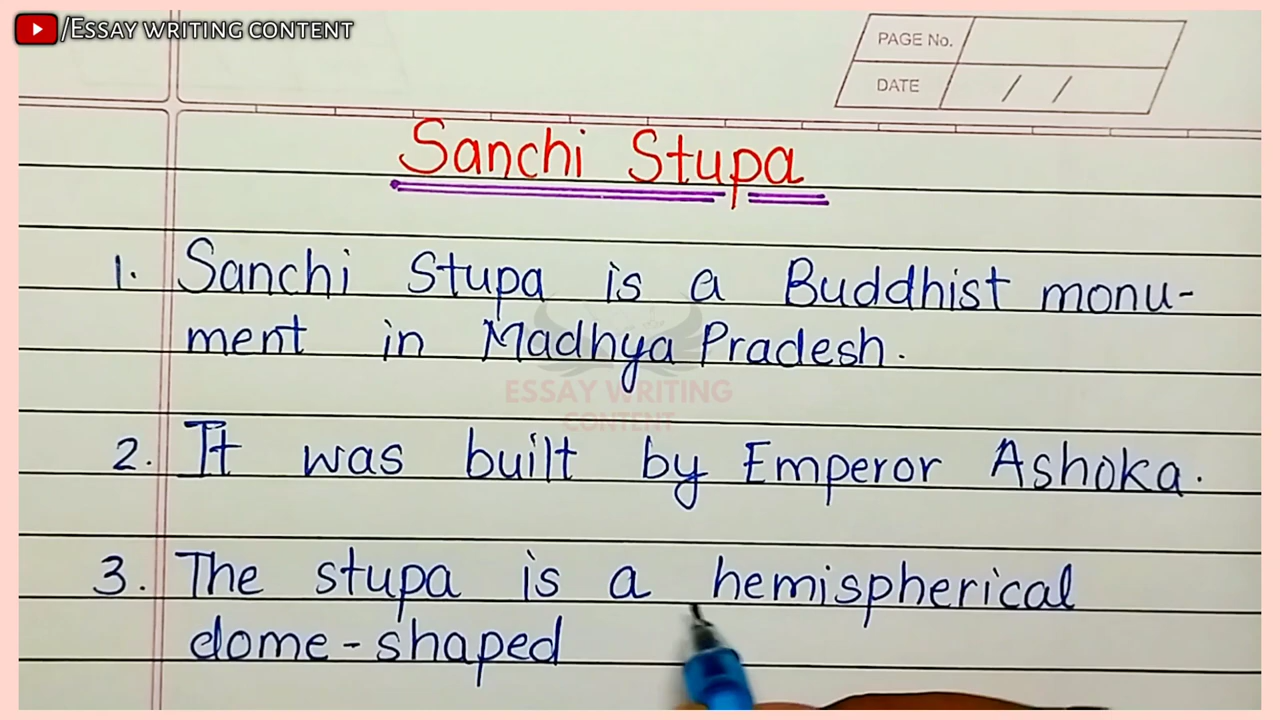 /ESSAY WRITING CONTENT
PAGE No.
DATE / /
Sanchi Stupa
1. Sanchi Stupa is a Buddhist monu-
ment in Madhya Pradesh.
ESSAY WRITING
CONTENT
2. It was built by Emperor Ashoka.
3. The stupa is a hemispherical
dome-shaped